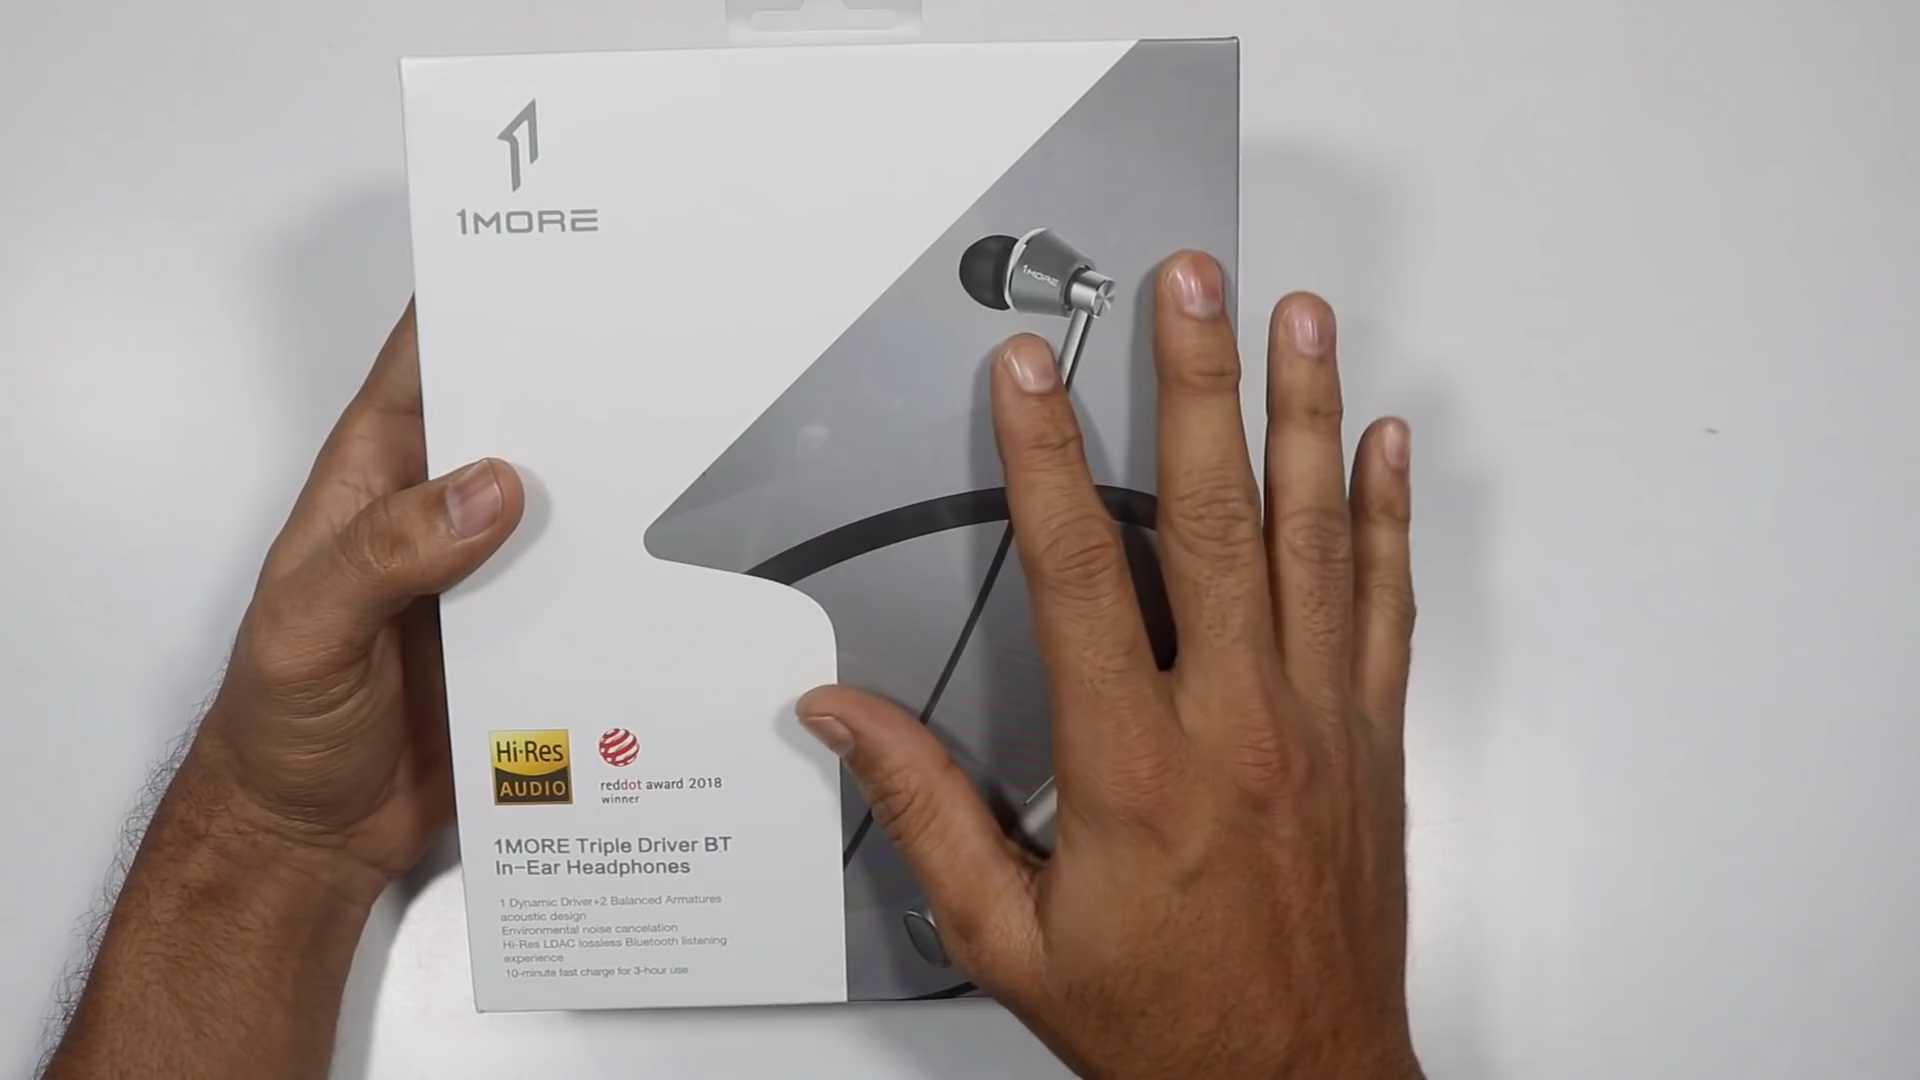 1MORE
1MORE
Hi-Res
AUDIO
reddot award 2018
winner
1MORE Triple Driver BT
In-Ear Headphones
1 Dynamic Driver+2 Balanced Armatures
acoustic design
Environmental noise cancelation
Hi-Res LDAC lossless Bluetooth listening
experience
10-minute fast charge for 3-hour use